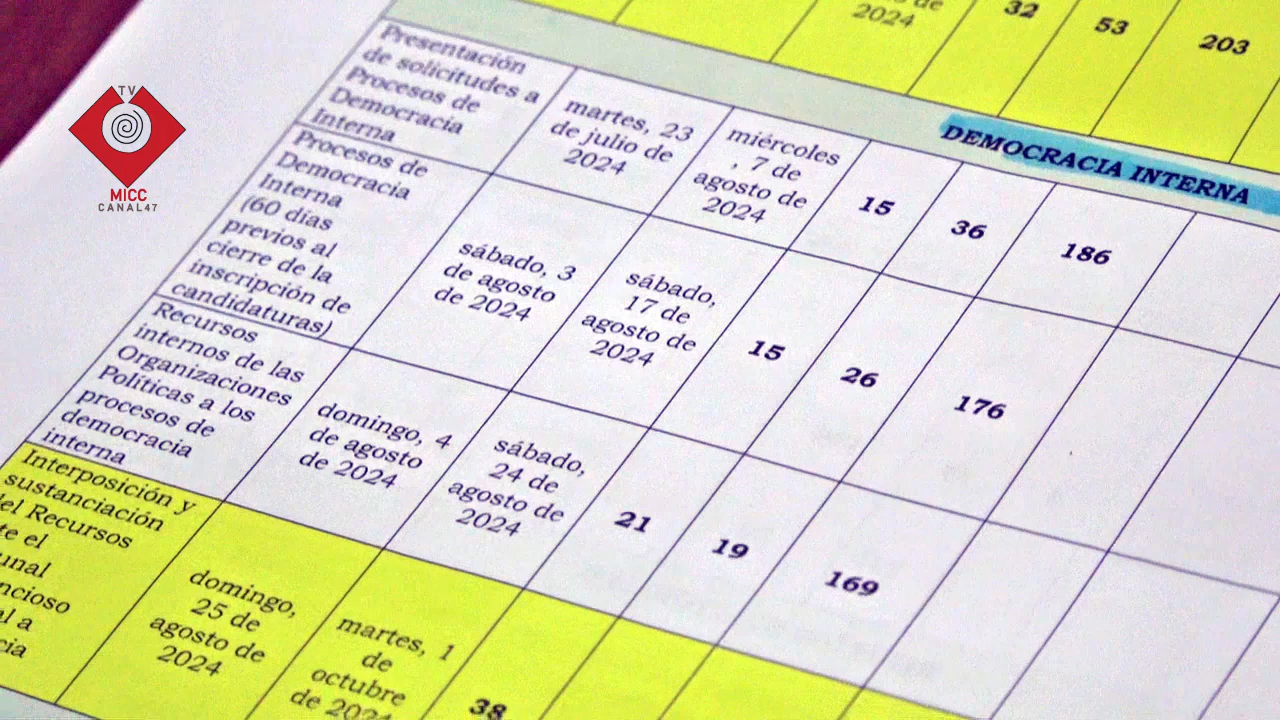 TV
MICC
CANAL47
2024
32
53
203
DEMOCRACIA INTERNA
Presentación
de solicitudes a
Procesos de
Democracia
Interna
martes, 23
de julio de
2024
miércoles
, 7 de
agosto de
2024
15
36
186
Procesos de
Democracia
Interna
(60 dias
previos al
cierre de la
inscripción de
candidaturas)
sábado, 3
de agosto
de 2024
sábado,
17 de
agosto de
2024
15
26
176
Recursos
internos de las
Organizaciones
Políticas a los
procesos de
democracia
interna
domingo, 4
de agosto
de 2024
sábado,
24 de
agosto de
2024
21
19
169
Interposición y
sustanciación
Recursos
el
domingo,
25 de
agosto de
2024
martes, 1
de
octubre
de 2024
38